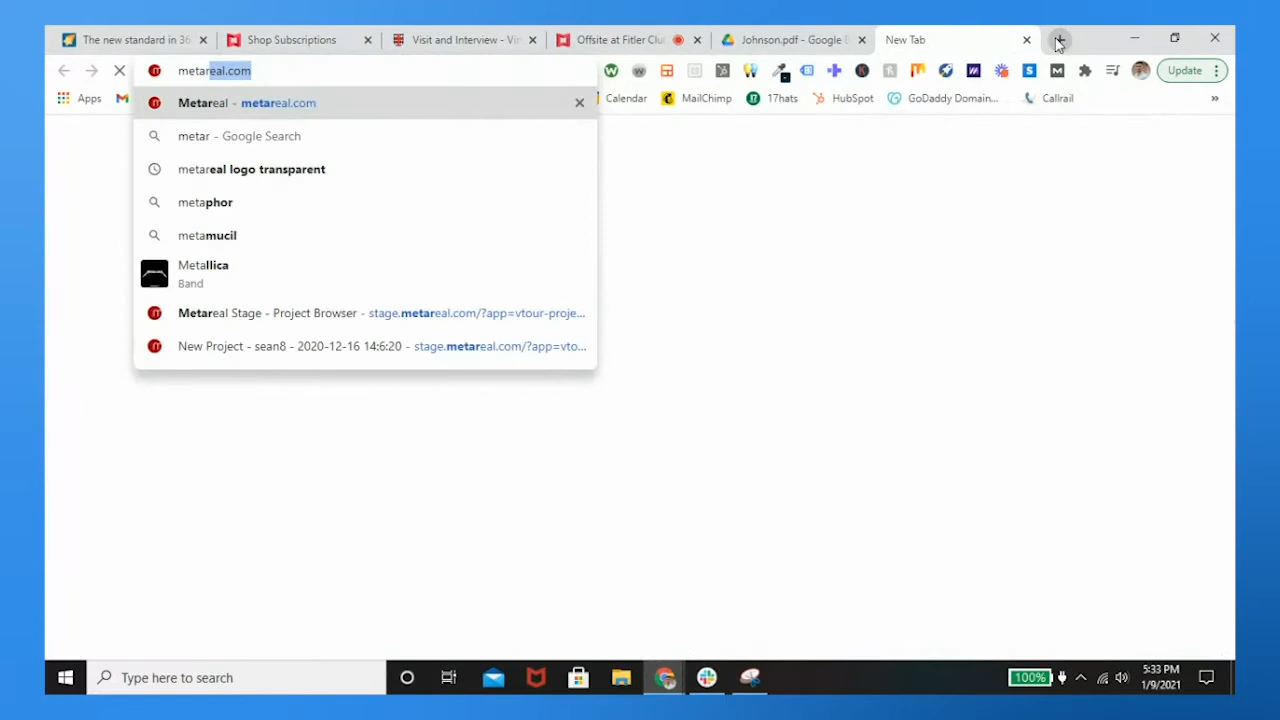 The new standard in 36
Shop Subscriptions
Visit and Interview - Vi
Offsite at Fitler Clu
Johnson.pdf - Google D
New Tab
metareal.com
Update
Apps
Calendar
MailChimp
17hats
HubSpot
GoDaddy Domain...
Callrail
»
Metareal - metareal.com
metar - Google Search
metareal logo transparent
metaphor
metamucil
Metallica
Band
Metareal Stage - Project Browser - stage.metareal.com/?app=vtour-proje...
New Project - sean8 - 2020-12-16 14:6:20 - stage.metareal.com/?app=vto...
Type here to search
100%
5:33 PM
1/9/2021